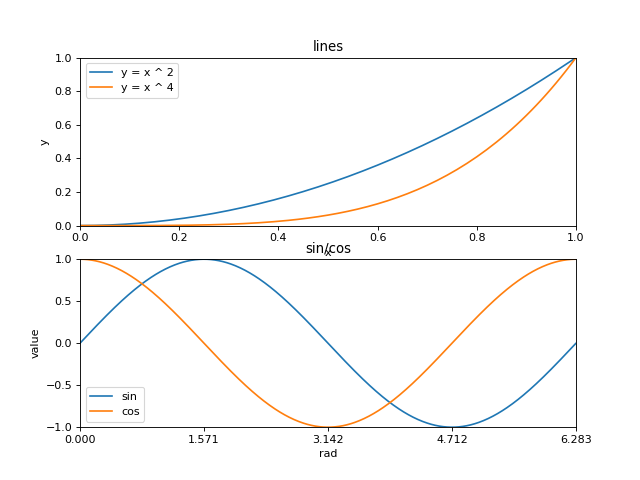 lines
1.0
0.8
0.6
0.4
0.2
0.0
y
y = x ^ 2
y = x ^ 4
0.0 0.2 0.4 0.6 0.8 1.0
x
sin/cos
1.0
0.5
0.0
−0.5
−1.0
value
sin
cos
0.000 1.571 3.142 4.712 6.283
rad